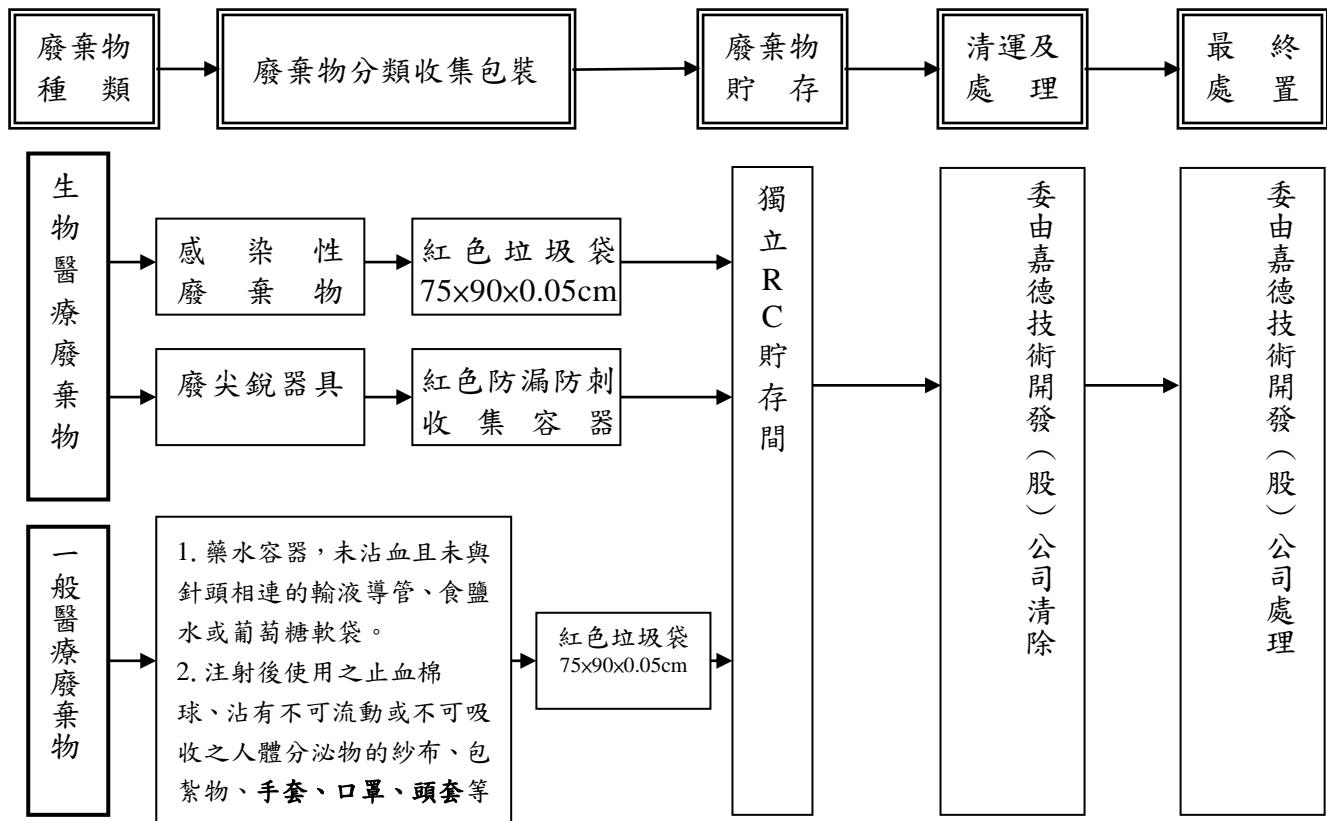 廢棄物
種類
廢棄物分類收集包裝
廢棄物
貯存
清運及
處理
最終
處置
生物醫療廢棄物
感染性
廢棄物
紅色垃圾袋
75×90×0.05cm
廢尖銳器具
紅色防漏防刺
收集容器
一般醫療廢棄物
1. 藥水容器，未沾血且未與
針頭相連的輸液導管、食鹽
水或葡萄糖軟袋。
2. 注射後使用之止血棉
球、沾有不可流動或不可吸
收之人體分泌物的紗布、包
紮物、手套、口罩、頭套等
紅色垃圾袋
75×90×0.05cm
獨立RC貯存間
委由嘉德技術開發（股）公司清除
委由嘉德技術開發（股）公司處理